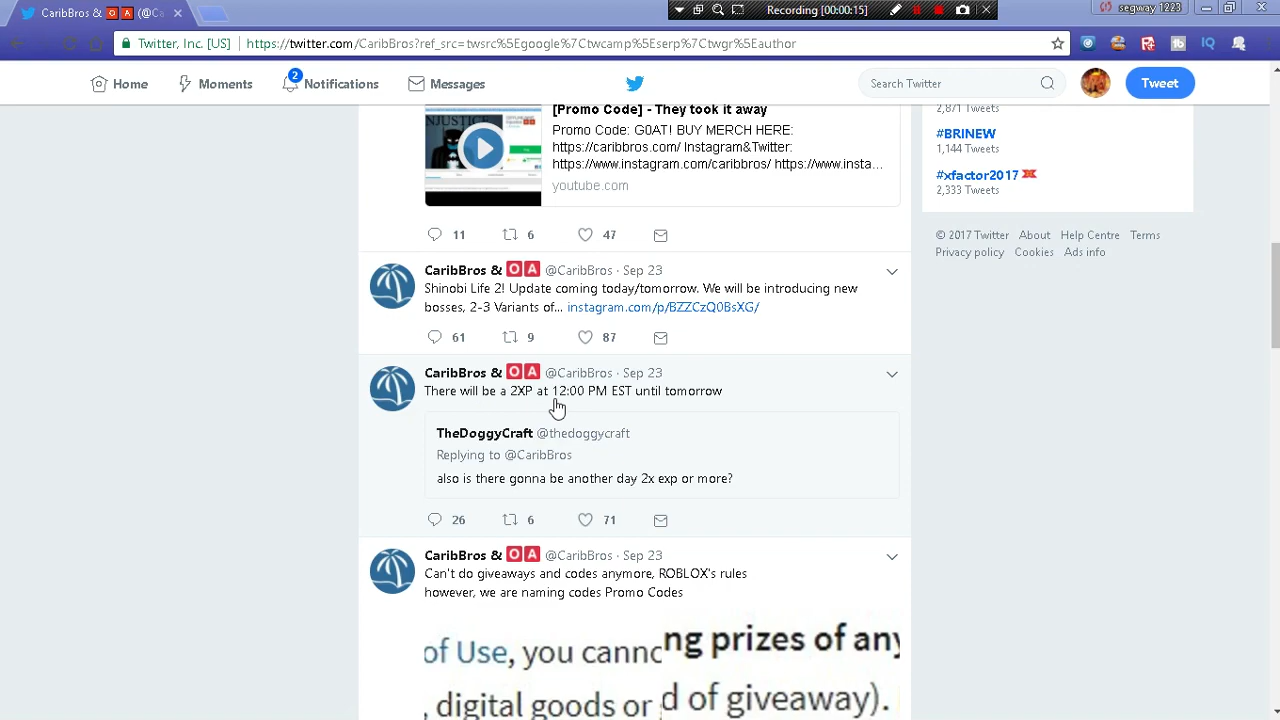 CaribBros & OA (@Ca
Recording [00:00:15]
segway 1223
Twitter, Inc. [US]
https://twitter.com/CaribBros?ref_src=twsrc%5Egoogle%7Ctwcamp%5Eserp%7Ctwgr%5Eauthor
IQ
Home
Moments
2
Notifications
Messages
Search Twitter
Tweet
[Promo Code] - They took it away
Promo Code: G0AT! BUY MERCH HERE:
https://caribbros.com/ Instagram&Twitter:
https://www.instagram.com/caribbros/ https://www.insta...
youtube.com
11 6 47
CaribBros & OA @CaribBros · Sep 23
Shinobi Life 2! Update coming today/tomorrow. We will be introducing new
bosses, 2-3 Variants of... instagram.com/p/BZZCzQ0BsXG/
61 9 87
CaribBros & OA @CaribBros · Sep 23
There will be a 2XP at 12:00 PM EST until tomorrow
TheDoggyCraft @thedoggycraft
Replying to @CaribBros
also is there gonna be another day 2x exp or more?
26 6 71
CaribBros & OA @CaribBros · Sep 23
Can't do giveaways and codes anymore, ROBLOX's rules
however, we are naming codes Promo Codes
of Use, you cannc
, digital goods or
ng prizes of any
d of giveaway).
2,871 Tweets
#BRINEW
1,144 Tweets
#xfactor2017
2,333 Tweets
© 2017 Twitter About Help Centre Terms
Privacy policy Cookies Ads info